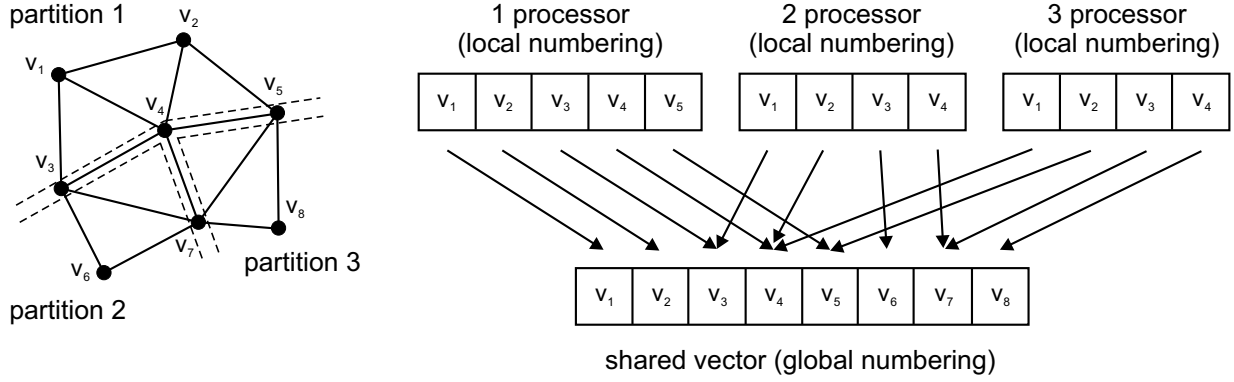 partition 1
v₂
v₁
v₅
v₄
v₃
v₈
v₇
v₆
partition 3
partition 2
1 processor
(local numbering)
v₁ v₂ v₃ v₄ v₅
2 processor
(local numbering)
v₁ v₂ v₃ v₄
3 processor
(local numbering)
v₁ v₂ v₃ v₄
v₁ v₂ v₃ v₄ v₅ v₆ v₇ v₈
shared vector (global numbering)